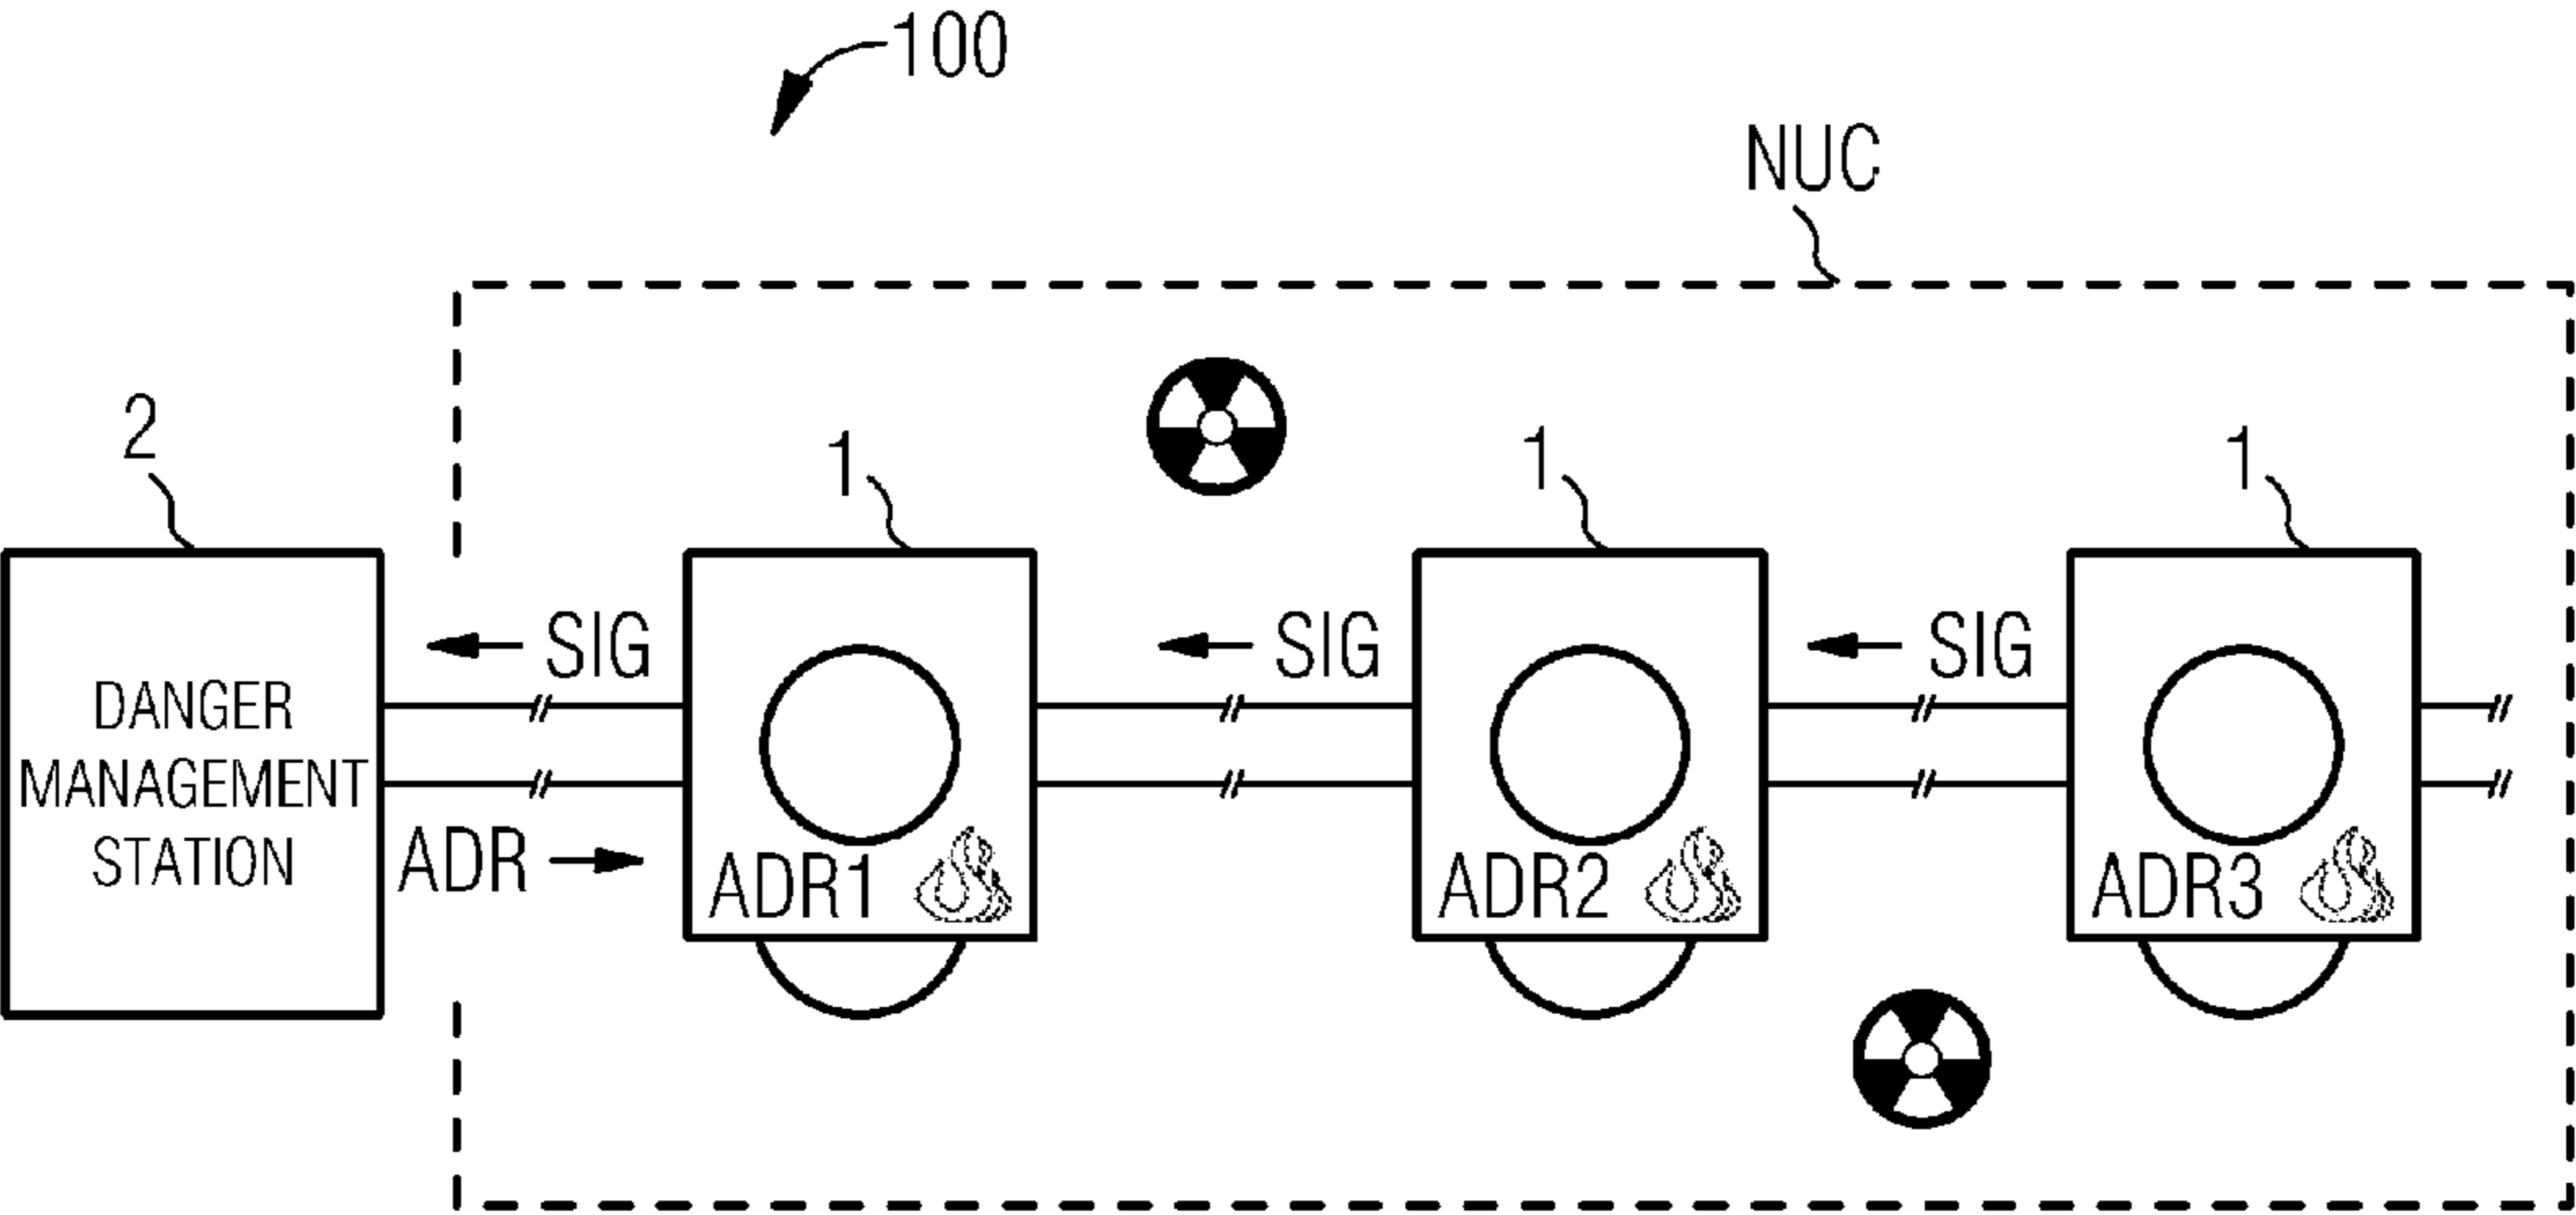 100
NUC
2
1
1
1
SIG
SIG
SIG
DANGER
MANAGEMENT
STATION
ADR
ADR1
ADR2
ADR3